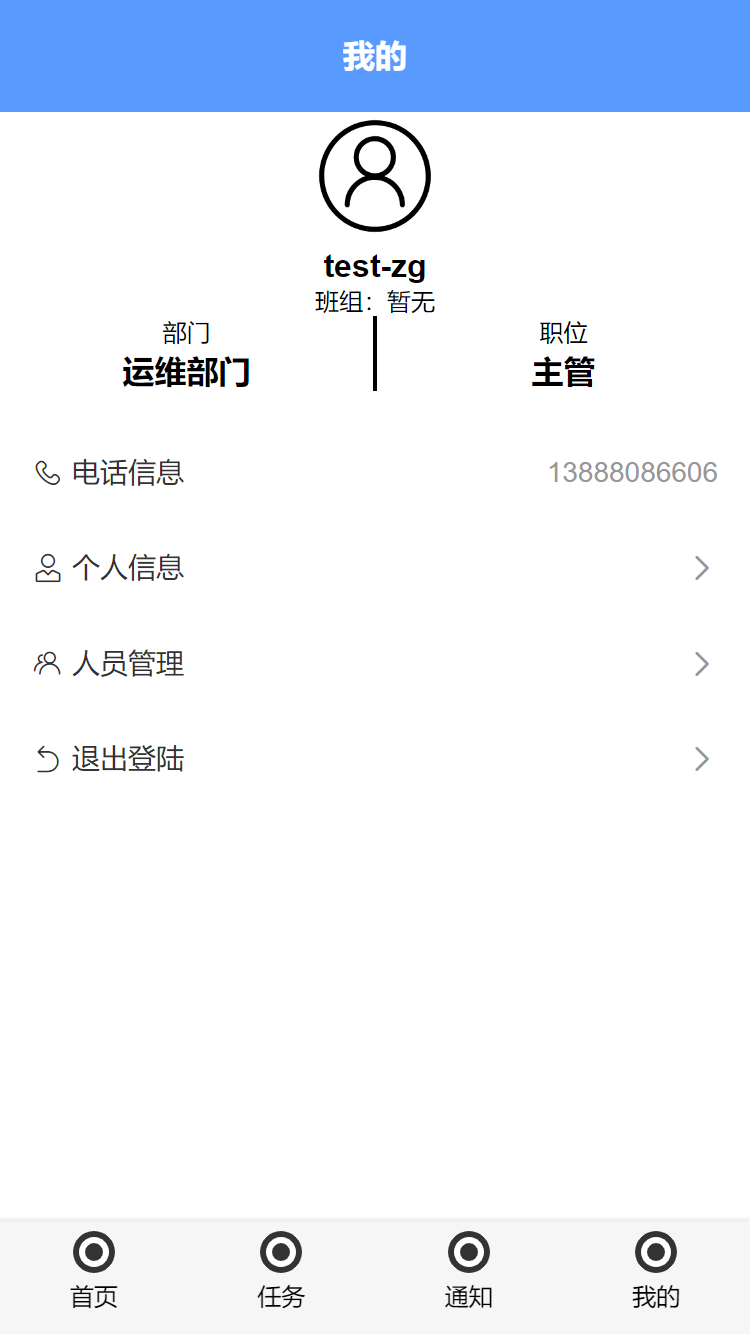 我的
test-zg
班组：暂无
部门 职位
运维部门 主管
电话信息 13888086606
个人信息
人员管理
退出登陆
首页 任务 通知 我的